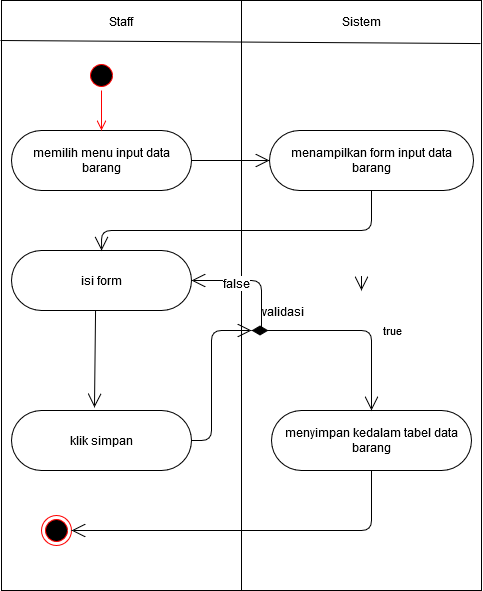 Staff
Sistem
memilih menu input data
barang
menampilkan form input data
barang
isi form
false
validasi
true
klik simpan
menyimpan kedalam tabel data
barang